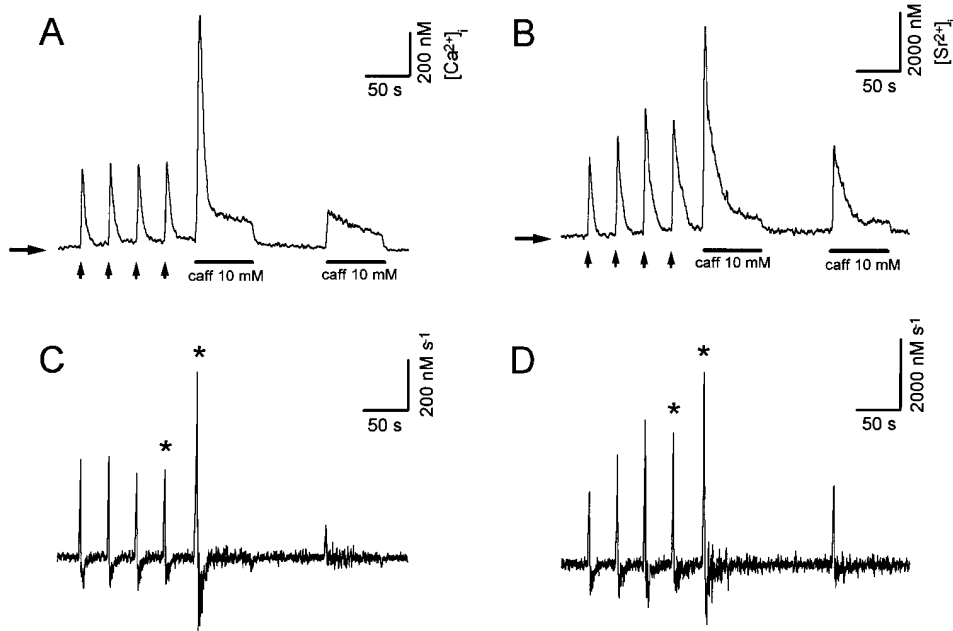 A
50 s
200 nM
[Ca²⁺]ᵢ
caff 10 mM
caff 10 mM
B
50 s
2000 nM
[Sr²⁺]ᵢ
caff 10 mM
caff 10 mM
C
*
*
50 s
200 nM s⁻¹
D
*
*
50 s
2000 nM s⁻¹